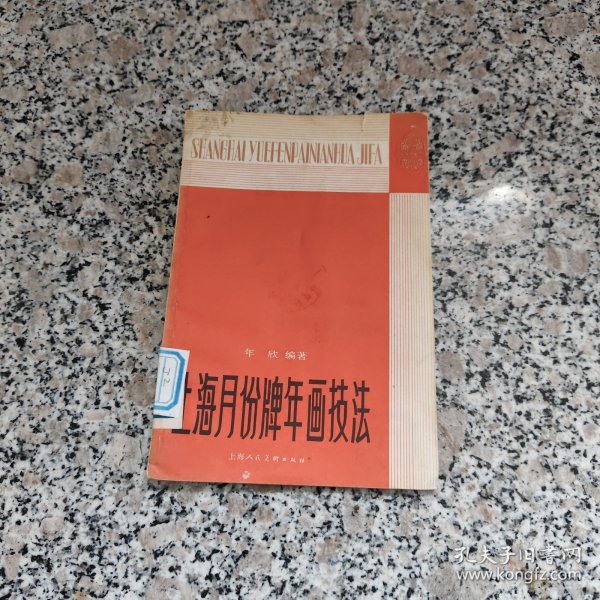 SHANGHAI YUEFENPAINIANHUA JIFA
年 欣 编著
上海月份牌年画技法
上海人民美术出版社
孔夫子旧书网
www.kongfz.com